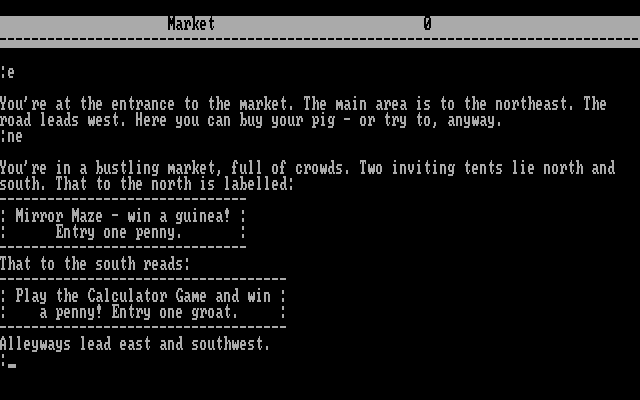 Market 0
--------------------------------------------------------------------------------
:e
You're at the entrance to the market. The main area is to the northeast. The
road leads west. Here you can buy your pig - or try to, anyway.
:ne
You're in a bustling market, full of crowds. Two inviting tents lie north and
south. That to the north is labelled:
-------------------------------
: Mirror Maze - win a guinea! :
:      Entry one penny.       :
-------------------------------
That to the south reads:
------------------------------------
: Play the Calculator Game and win :
:    a penny! Entry one groat.     :
------------------------------------
Alleyways lead east and southwest.
:_